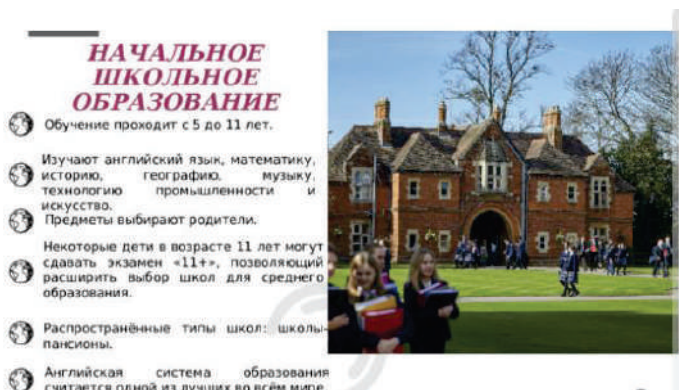 НАЧАЛЬНОЕ
ШКОЛЬНОЕ
ОБРАЗОВАНИЕ
Обучение проходит с 5 до 11 лет.
Изучают английский язык, математику,
историю, географию, музыку,
технологию промышленности и
искусство.
Предметы выбирают родители.
Некоторые дети в возрасте 11 лет могут
сдавать экзамен «11+», позволяющий
расширить выбор школ для среднего
образования.
Распространённые типы школ: школы-
пансионы.
Английская система образования
считается одной из лучших во всём мире.